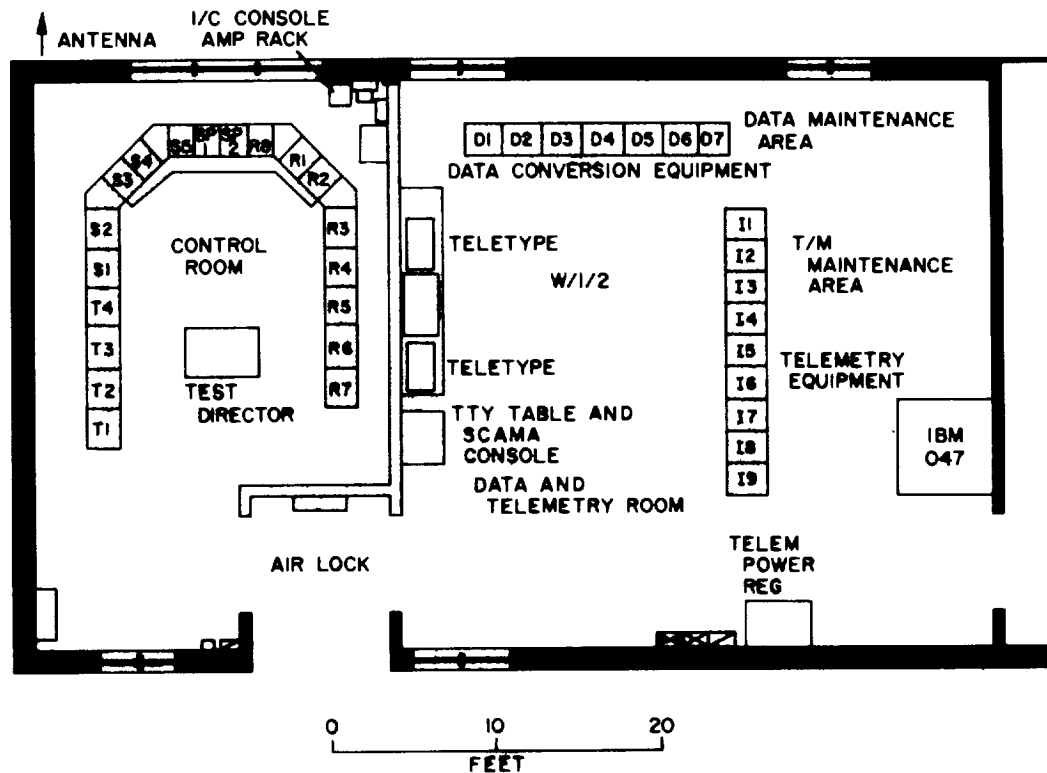 I/C CONSOLE
AMP RACK
ANTENNA
D1 D2 D3 D4 D5 D6 D7
DATA MAINTENANCE
AREA
DATA CONVERSION EQUIPMENT
S3 S4 S5 SP1 SP2 R8 R1 R2
S2
S1
T4
T3
T2
T1
CONTROL
ROOM
TEST
DIRECTOR
R3
R4
R5
R6
R7
TELETYPE
W/1/2
TELETYPE
TTY TABLE AND
SCAMA
CONSOLE
DATA AND
TELEMETRY ROOM
I1
I2
I3
I4
I5
I6
I7
I8
I9
T/M
MAINTENANCE
AREA
TELEMETRY
EQUIPMENT
IBM
047
AIR LOCK
TELEM
POWER
REG
0 10 20
FEET